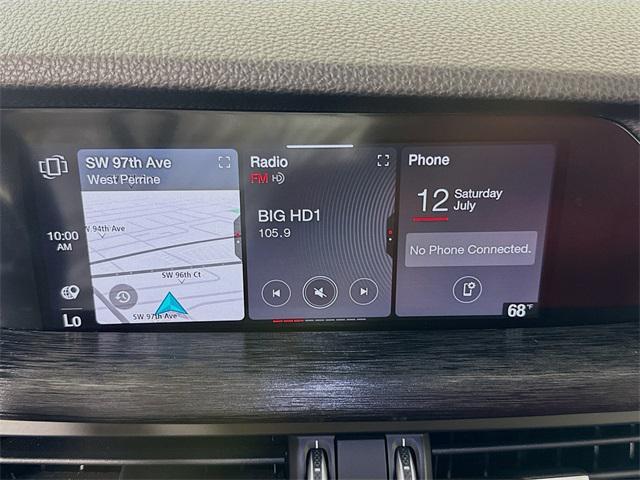 10:00
AM
Lo
SW 97th Ave
West Perrine
W 94th Ave
SW 96th Ct
SW 97th Ave
Radio
FM HD
BIG HD1
105.9
Phone
12 Saturday
July
No Phone Connected.
68°F